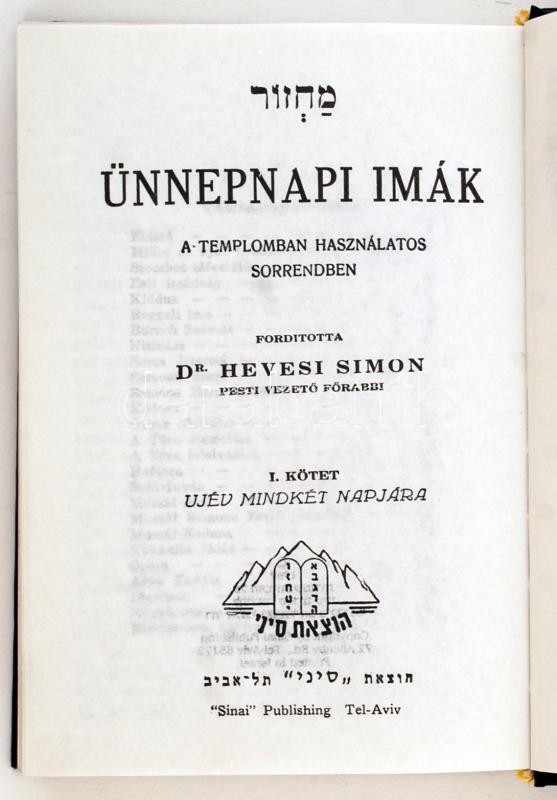 מַחְזוֹר
ÜNNEPNAPI IMÁK
A TEMPLOMBAN HASZNÁLATOS
SORRENDBEN
FORDITOTTA
DR. HEVESI SIMON
PESTI VEZETŐ FŐRABBI
I. KÖTET
UJÉV MINDKÉT NAPJÁRA
הוצאת סיני
הוצאת „סיני" תל-אביב
"Sinai" Publishing Tel-Aviv